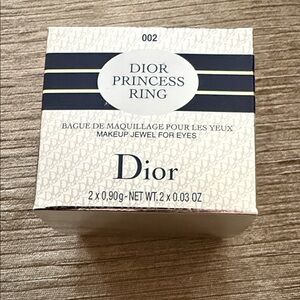 002
DIOR
PRINCESS
RING
BAGUE DE MAQUILLAGE POUR LES YEUX
MAKEUP JEWEL FOR EYES
Dior
2 x 0,90g - NET WT. 2 x 0.03 OZ